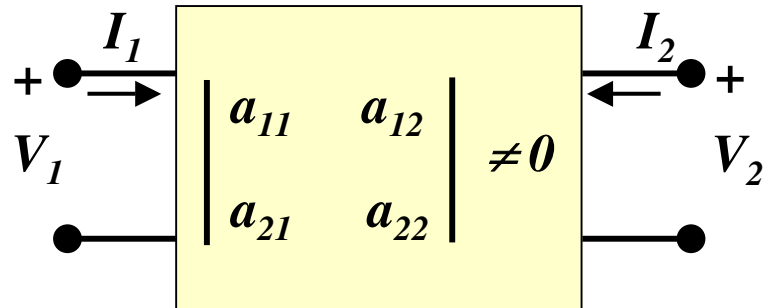 I₁ I₂
+ a₁₁ a₁₂ +
V₁ ≠0 V₂
a₂₁ a₂₂